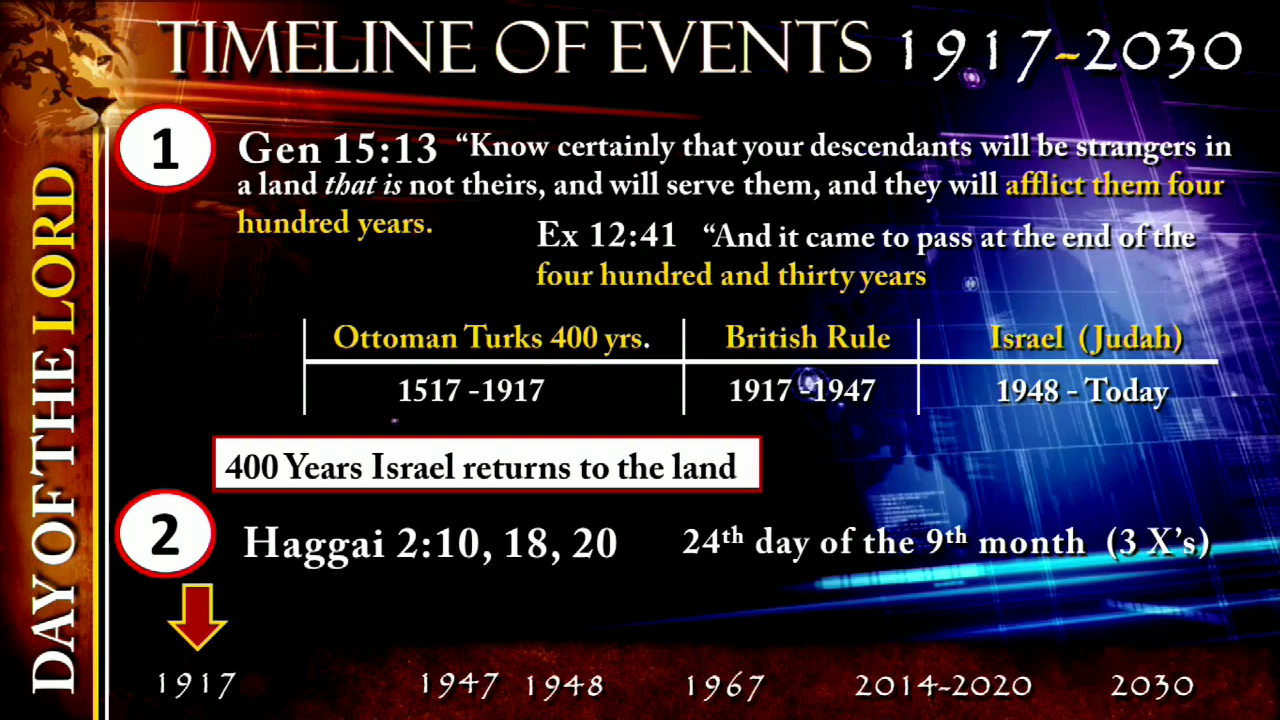 TIMELINE OF EVENTS 1917-2030
DAY OF THE LORD
1
Gen 15:13 “Know certainly that your descendants will be strangers in
a land that is not theirs, and will serve them, and they will afflict them four
hundred years.
Ex 12:41 “And it came to pass at the end of the
four hundred and thirty years
Ottoman Turks 400 yrs. British Rule Israel (Judah)
1517 -1917 1917 -1947 1948 - Today
400 Years Israel returns to the land
2
Haggai 2:10, 18, 20 24th day of the 9th month (3 X’s)
1917 1947 1948 1967 2014-2020 2030